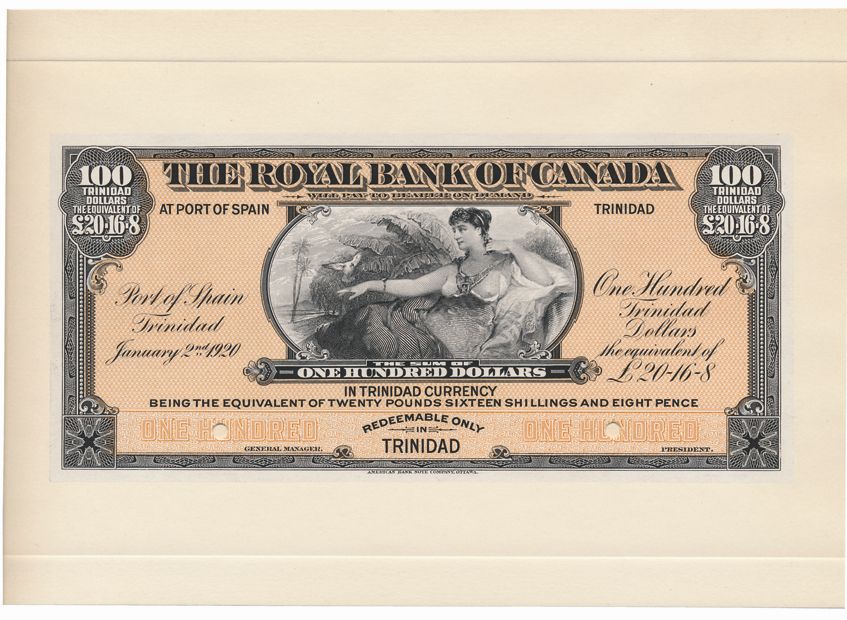 THE ROYAL BANK OF CANADA
WILL PAY TO BEARER ON DEMAND
100
TRINIDAD
DOLLARS
THE EQUIVALENT OF
£20·16·8
100
TRINIDAD
DOLLARS
THE EQUIVALENT OF
£20·16·8
AT PORT OF SPAIN
TRINIDAD
Port of Spain
Trinidad
January 2nd 1920
One Hundred
Trinidad
Dollars
the equivalent of
£20-16-8
THE SUM OF
ONE HUNDRED DOLLARS
IN TRINIDAD CURRENCY
BEING THE EQUIVALENT OF TWENTY POUNDS SIXTEEN SHILLINGS AND EIGHT PENCE
ONE HUNDRED
REDEEMABLE ONLY
IN
TRINIDAD
ONE HUNDRED
GENERAL MANAGER.
PRESIDENT.
AMERICAN BANK NOTE COMPANY, OTTAWA.